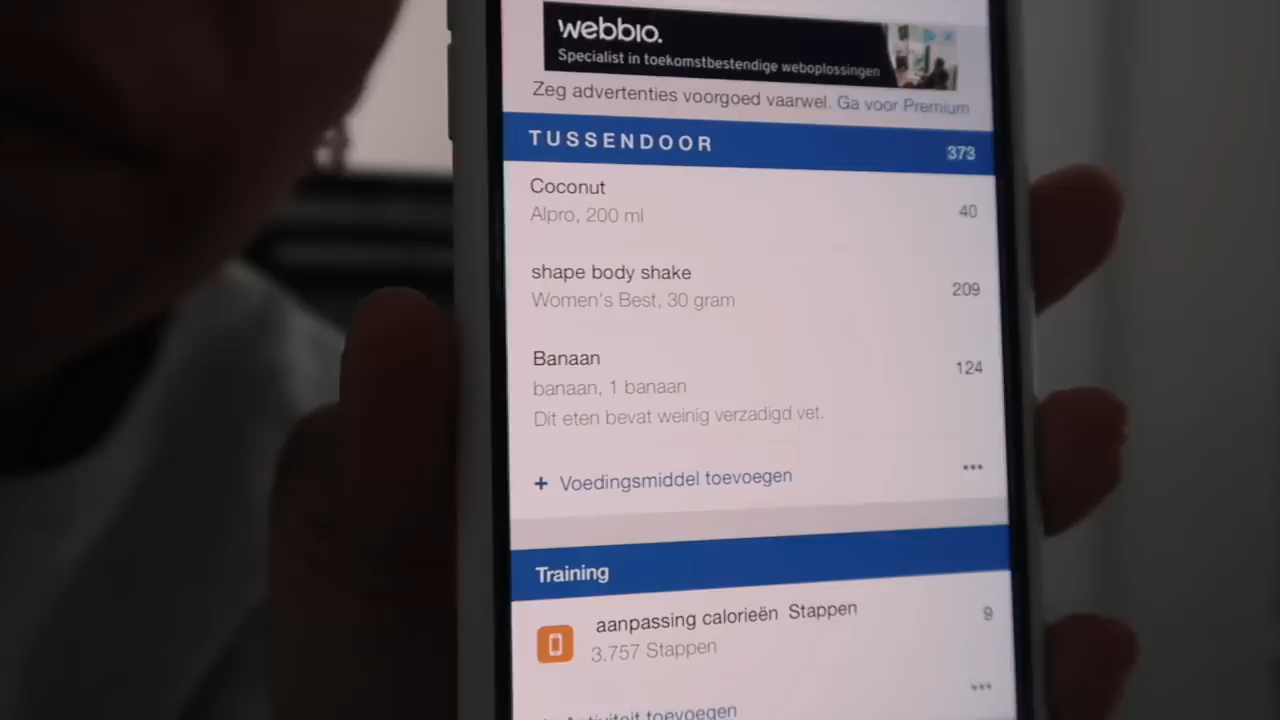 webbio.
Specialist in toekomstbestendige weboplossingen
Zeg advertenties voorgoed vaarwel. Ga voor Premium
TUSSENDOOR 373
Coconut
Alpro, 200 ml 40
shape body shake
Women's Best, 30 gram 209
Banaan
banaan, 1 banaan 124
Dit eten bevat weinig verzadigd vet.
+ Voedingsmiddel toevoegen
Training
aanpassing calorieën Stappen 9
3.757 Stappen
Activiteit toevoegen